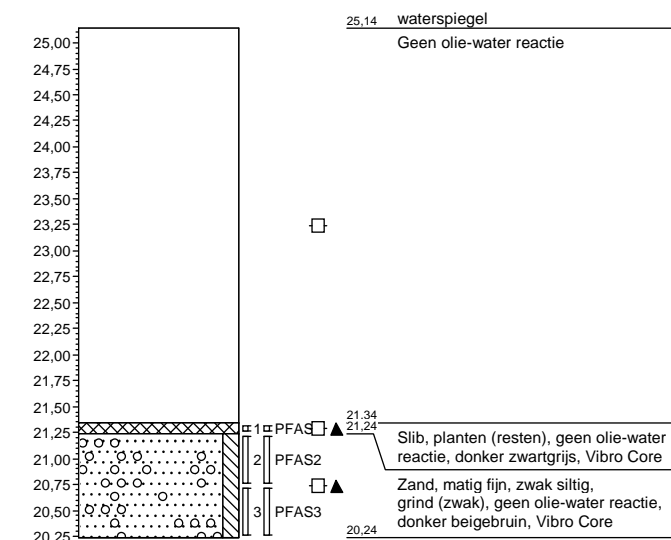 25,14 waterspiegel
Geen olie-water reactie
25,00
24,75
24,50
24,25
24,00
23,75
23,50
23,25
23,00
22,75
22,50
22,25
22,00
21,75
21,50
21,25
21,00
20,75
20,50
20,25
1 PFAS
2 PFAS2
3 PFAS3
21,34
21,24
Slib, planten (resten), geen olie-water
reactie, donker zwartgrijs, Vibro Core
Zand, matig fijn, zwak siltig,
grind (zwak), geen olie-water reactie,
donker beigebruin, Vibro Core
20,24